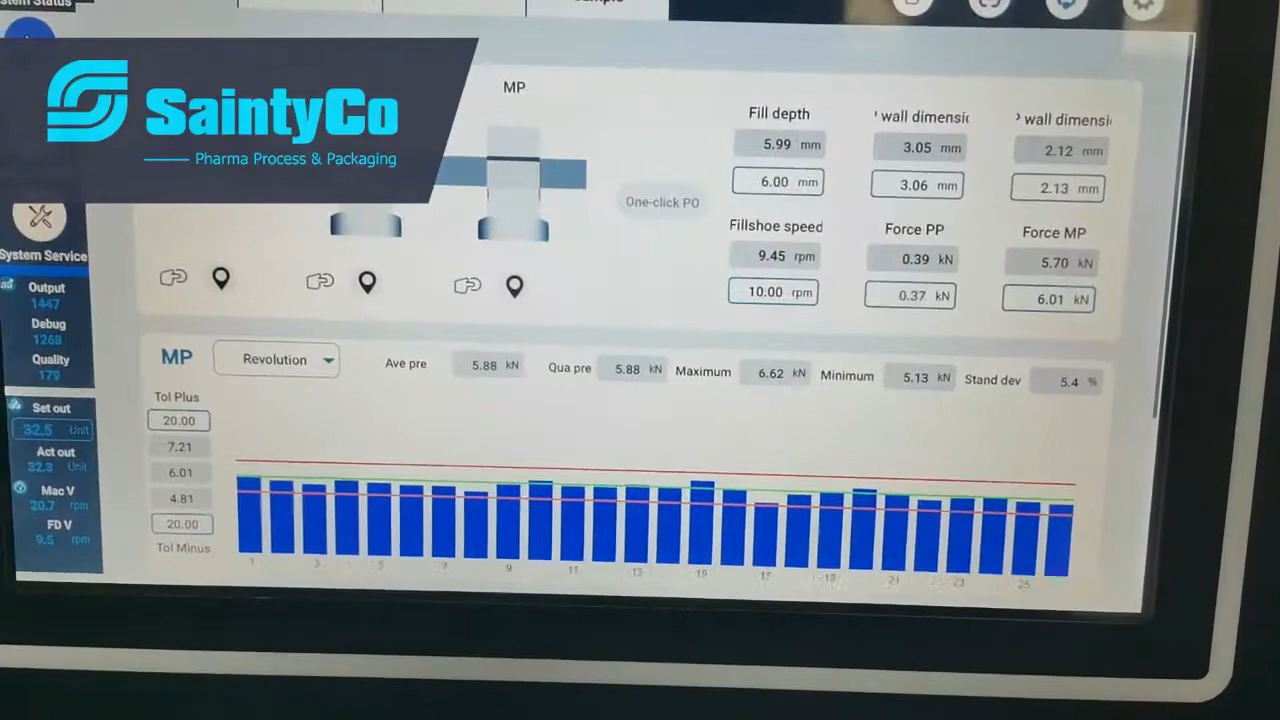 SaintyCo
Pharma Process & Packaging
MP
Fill depth
5.99 mm
6.00 mm
wall dimensic
3.05 mm
3.06 mm
wall dimensi
2.12 mm
2.13 mm
One-click PO
Fillshoe speed
9.45 rpm
10.00 rpm
Force PP
0.39 kN
0.37 kN
Force MP
5.70 kN
6.01 kN
System Service
Output
1447
Debug
1268
Quality
179
Set out
32.5 Unit
Act out
32.3 Unit
Mac V
20.7 rpm
FD V
9.5 rpm
MP
Revolution
Ave pre 5.88 kN
Qua pre 5.88 kN
Maximum 6.62 kN
Minimum 5.13 kN
Stand dev 5.4 %
Tol Plus
20.00
7.21
6.01
4.81
20.00
Tol Minus
1 3 5 9 11 13 21 23 25